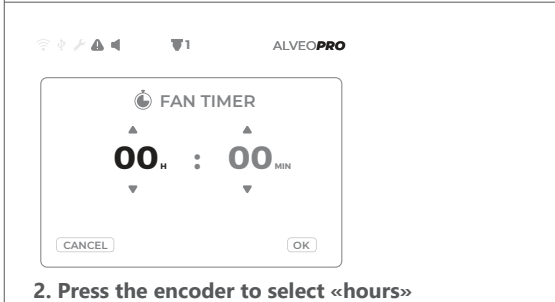 1 ALVEOPRO
FAN TIMER
00H : 00MIN
CANCEL OK
2. Press the encoder to select «hours»